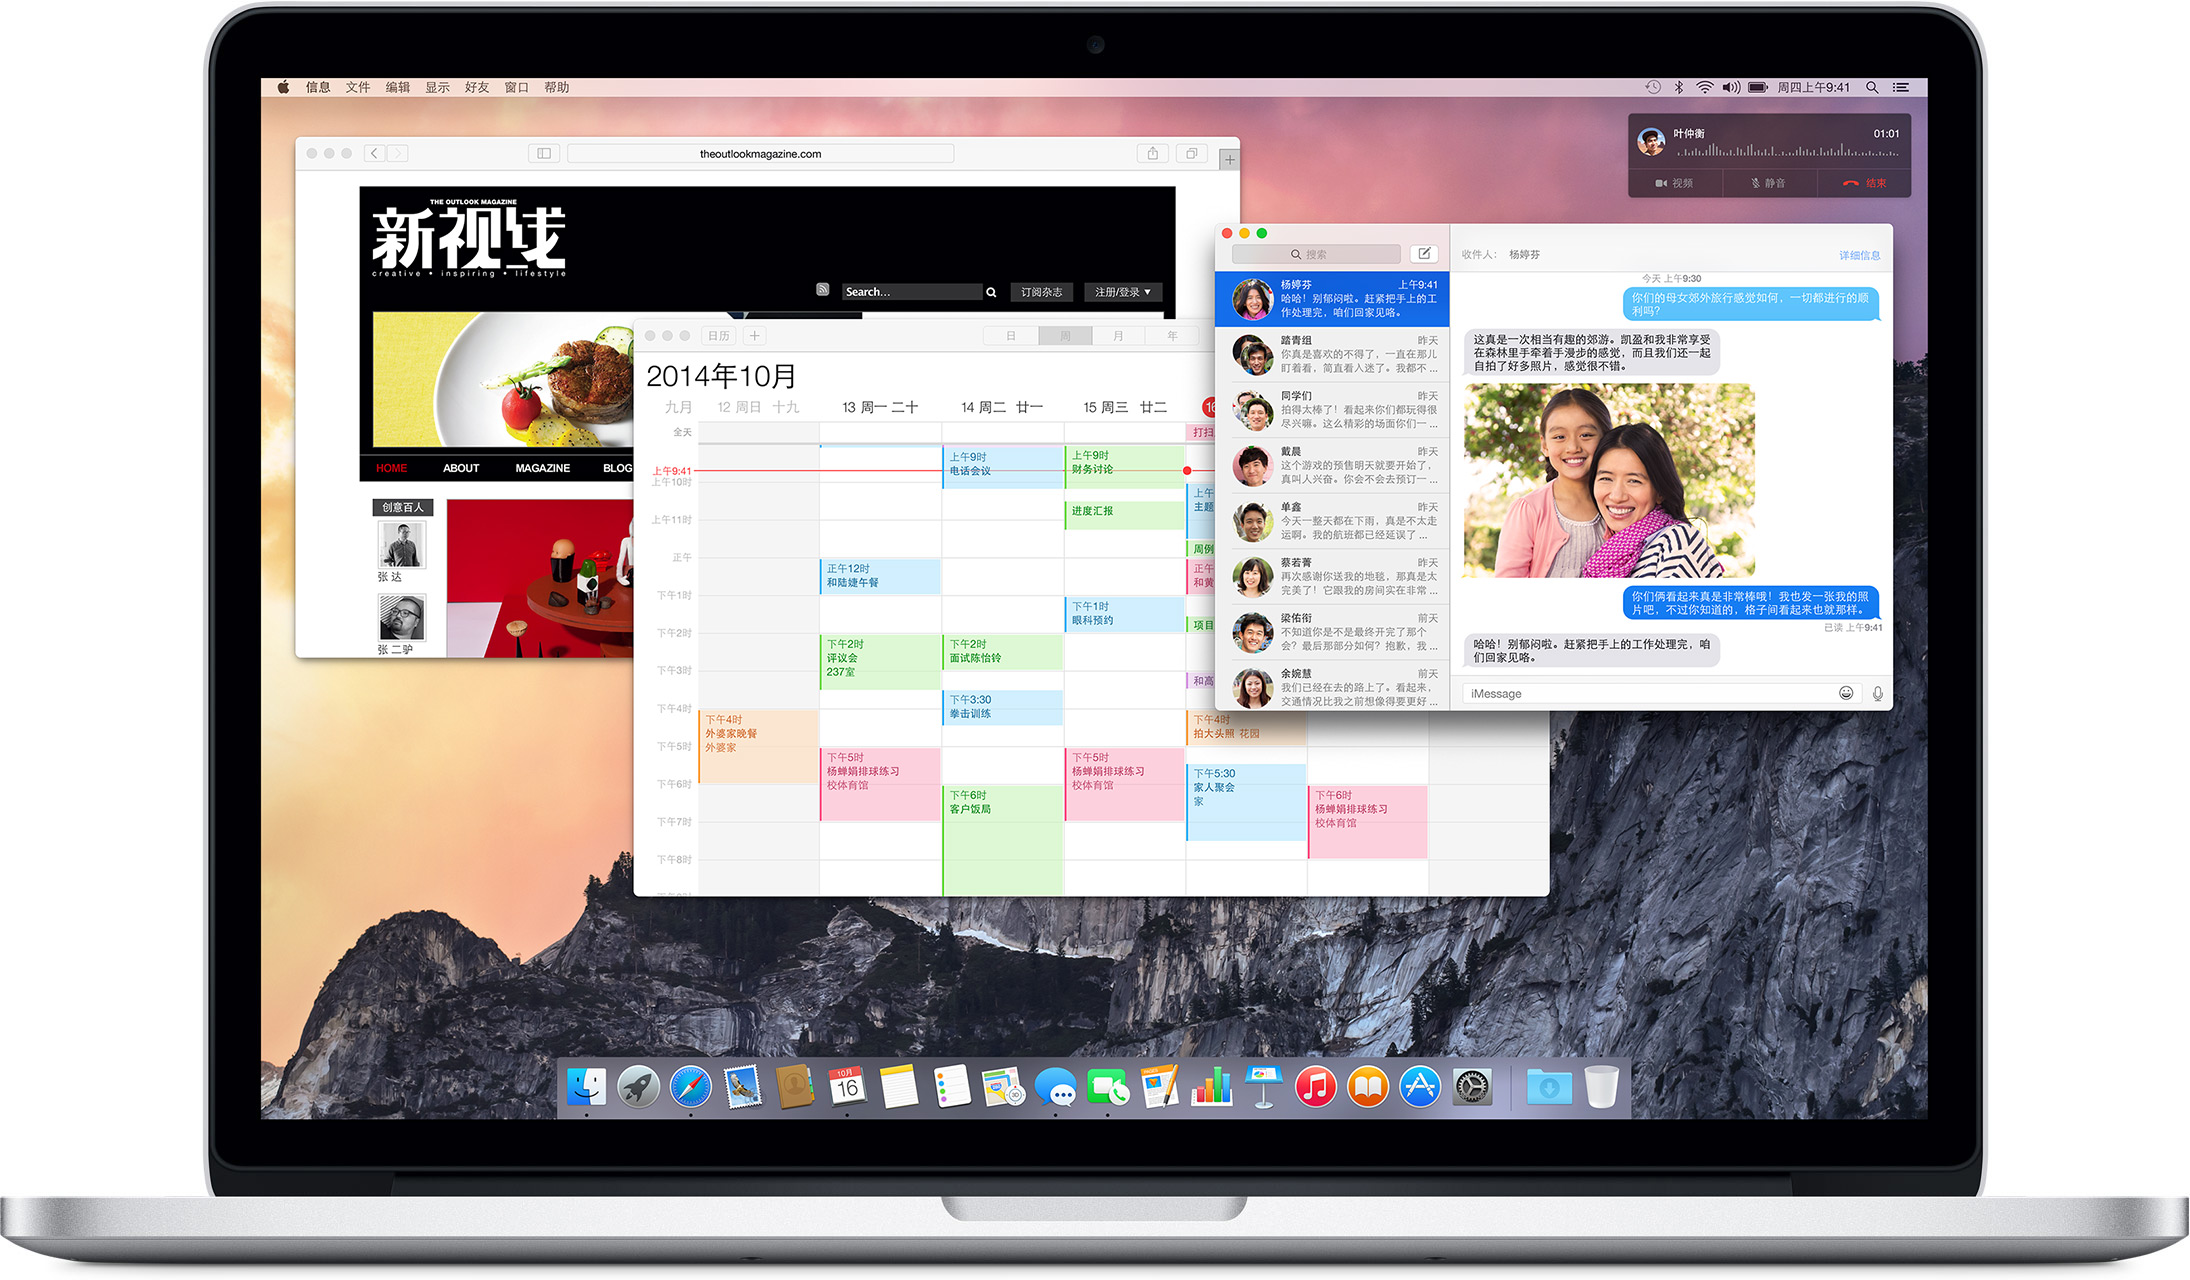 信息 文件 编辑 显示 好友 窗口 帮助
周四上午9:41
叶仲衡 01:01
视频 静音 结束
theoutlookmagazine.com
THE OUTLOOK MAGAZINE
新视线
creative • inspiring • lifestyle
Search...
订阅杂志
注册/登录
HOME ABOUT MAGAZINE BLOG
创意百人
张 达
张 二驴
日历 + 日 周 月 年
2014年10月
九月 12 周日 十九 13 周一 二十 14 周二 廿一 15 周三 廿二 16
全天
打扫
上午9:41
上午10时
上午11时
正午
下午1时
下午2时
下午3时
下午4时
下午5时
下午6时
下午7时
下午8时
下午4时
外婆家晚餐
外婆家
正午12时
和陆婕午餐
下午2时
评议会
237室
下午5时
杨蝉娟排球练习
校体育馆
上午9时
电话会议
下午2时
面试陈怡铃
下午3:30
拳击训练
下午6时
客户饭局
上午9时
财务讨论
进度汇报
下午1时
眼科预约
下午5时
杨蝉娟排球练习
校体育馆
上午
主题
周例
正午
和黄
项目
和高
下午4时
拍大头照 花园
下午5:30
家人聚会
家
下午6时
杨蝉娟排球练习
校体育馆
搜索
杨婷芬 上午9:41
哈哈！别郁闷啦。赶紧把手上的工
作处理完，咱们回家见咯。
踏青组 昨天
你真是喜欢的不得了，一直在那儿
盯着看，简直看入迷了。我都不 ...
同学们 昨天
拍得太棒了！看起来你们都玩得很
尽兴嘛。这么精彩的场面你们一 ...
戴晨 昨天
这个游戏的预售明天就要开始了，
真叫人兴奋。你会不会去预订一 ...
单鑫 昨天
今天一整天都在下雨，真是不太走
运啊。我的航班都已经延误了 ...
蔡若菁 昨天
再次感谢你送我的地毯，那真是太
完美了！它跟我的房间实在非常 ...
梁佑衔 前天
不知道你是不是最终开完了那个
会？最后那部分如何？抱歉，我 ...
余婉慧 前天
我们已经在去的路上了。看起来，
交通情况比我之前想像得要更好 ...
收件人： 杨婷芬 详细信息
今天 上午9:30
你们的母女郊外旅行感觉如何，一切都进行的顺
利吗？
这真是一次相当有趣的郊游。凯盈和我非常享受
在森林里手牵着手漫步的感觉，而且我们还一起
自拍了好多照片，感觉很不错。
你们俩看起来真是非常棒哦！我也发一张我的照
片吧，不过你知道的，格子间看起来也就那样。
已读 上午9:41
哈哈！别郁闷啦。赶紧把手上的工作处理完，咱
们回家见咯。
iMessage
10月
16
PAGES
3D